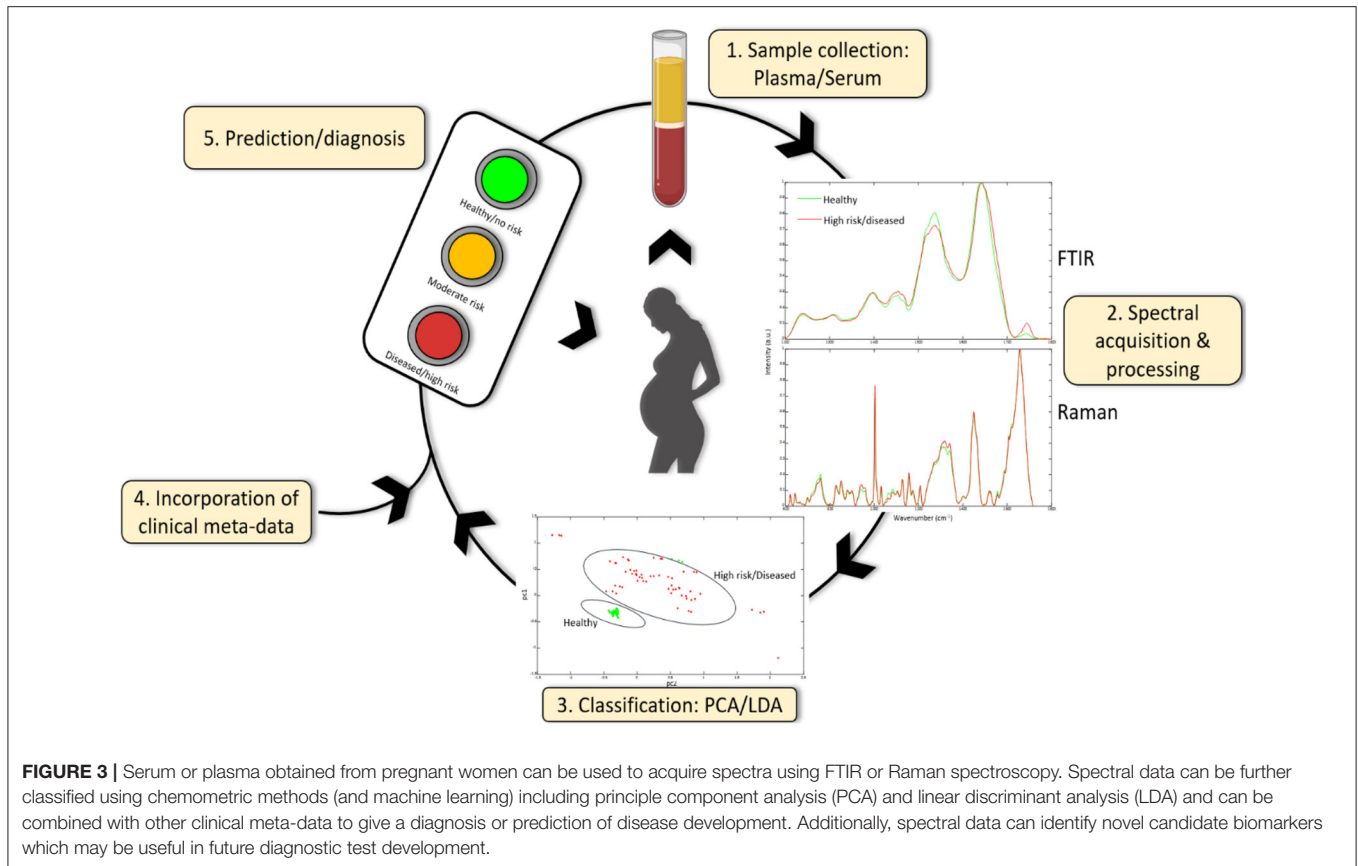 1. Sample collection:
Plasma/Serum
5. Prediction/diagnosis
Healthy/no risk
Moderate risk
Diseased/high risk
Healthy
High risk/diseased
FTIR
2. Spectral
acquisition &
processing
Intensity (a.u.)
Raman
Wavenumber (cm⁻¹)
4. Incorporation of
clinical meta-data
High risk/Diseased
Healthy
pc1
pc2
3. Classification: PCA/LDA
FIGURE 3 | Serum or plasma obtained from pregnant women can be used to acquire spectra using FTIR or Raman spectroscopy. Spectral data can be further
classified using chemometric methods (and machine learning) including principle component analysis (PCA) and linear discriminant analysis (LDA) and can be
combined with other clinical meta-data to give a diagnosis or prediction of disease development. Additionally, spectral data can identify novel candidate biomarkers
which may be useful in future diagnostic test development.